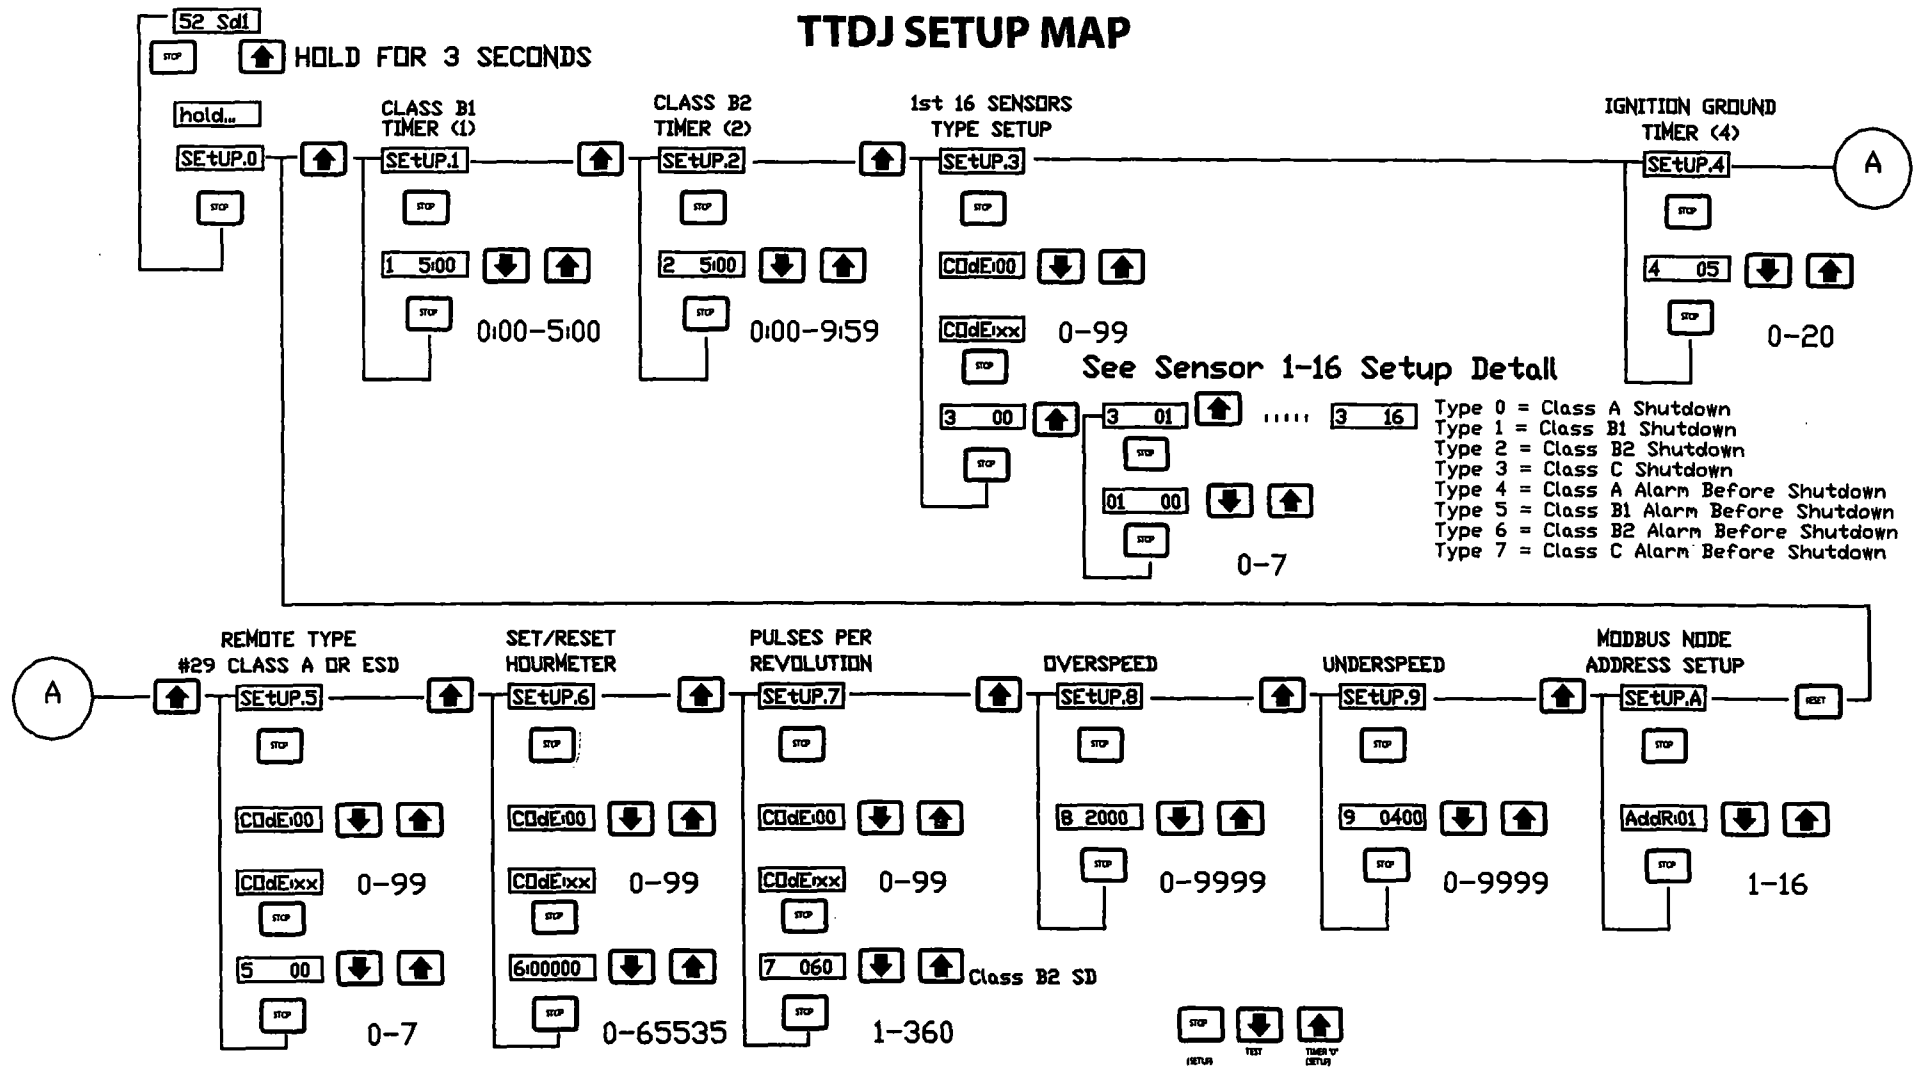 TTDJ SETUP MAP
52 Sd1
STOP
HOLD FOR 3 SECONDS
hold...
SEtUP.0
STOP
CLASS B1
TIMER (1)
SEtUP.1
STOP
1 5:00
STOP
0:00-5:00
CLASS B2
TIMER (2)
SEtUP.2
STOP
2 5:00
STOP
0:00-9:59
1st 16 SENSORS
TYPE SETUP
SEtUP.3
STOP
COdE:00
COdE:xx
0-99
STOP
See Sensor 1-16 Setup Detail
3 00
STOP
3 01
.....
3 16
STOP
01 00
STOP
0-7
IGNITION GROUND
TIMER (4)
SEtUP.4
STOP
4 05
STOP
0-20
A
Type 0 = Class A Shutdown
Type 1 = Class B1 Shutdown
Type 2 = Class B2 Shutdown
Type 3 = Class C Shutdown
Type 4 = Class A Alarm Before Shutdown
Type 5 = Class B1 Alarm Before Shutdown
Type 6 = Class B2 Alarm Before Shutdown
Type 7 = Class C Alarm Before Shutdown
A
REMOTE TYPE
#29 CLASS A OR ESD
SEtUP.5
STOP
COdE:00
COdE:xx
0-99
STOP
5 00
STOP
0-7
SET/RESET
HOURMETER
SEtUP.6
STOP
COdE:00
COdE:xx
0-99
STOP
6:00000
STOP
0-65535
PULSES PER
REVOLUTION
SEtUP.7
STOP
COdE:00
COdE:xx
0-99
STOP
7 060
Class B2 SD
STOP
1-360
OVERSPEED
SEtUP.8
STOP
8 2000
STOP
0-9999
UNDERSPEED
SEtUP.9
STOP
9 0400
STOP
0-9999
MODBUS NODE
ADDRESS SETUP
SEtUP.A
RESET
STOP
AddR:01
STOP
1-16
STOP
(SETUP)
TEST
TIMER "0"
(SETUP)